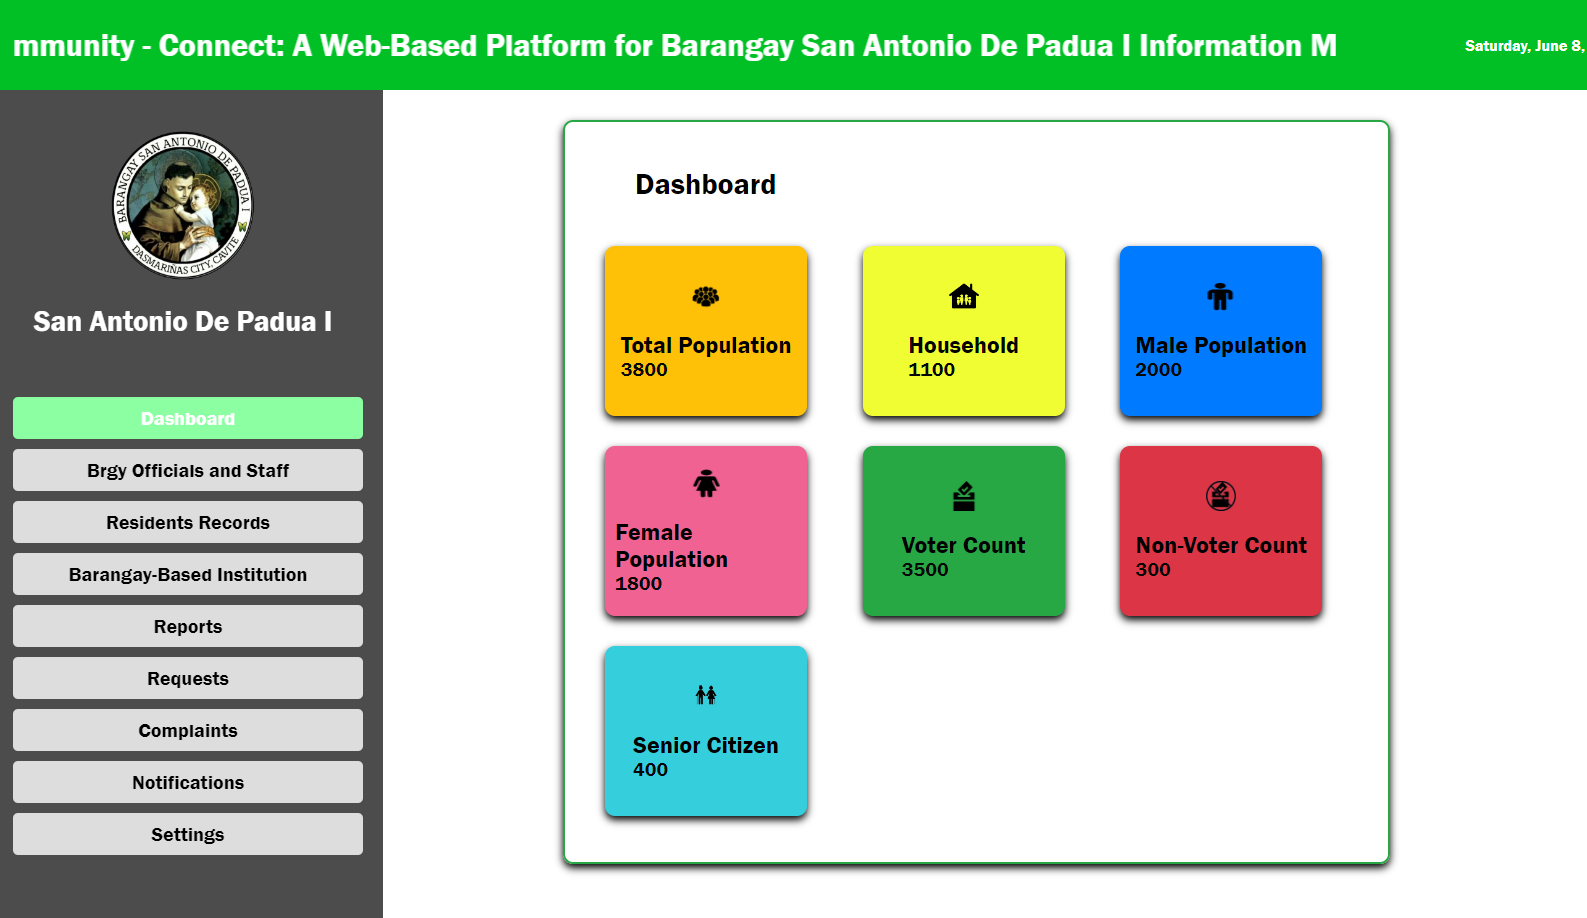 mmunity - Connect: A Web-Based Platform for Barangay San Antonio De Padua I Information M
Saturday, June 8,
BARANGAY SAN ANTONIO DE PADUA I
DASMARIÑAS CITY, CAVITE
San Antonio De Padua I
Dashboard
Brgy Officials and Staff
Residents Records
Barangay-Based Institution
Reports
Requests
Complaints
Notifications
Settings
Dashboard
Total Population
3800
Household
1100
Male Population
2000
Female
Population
1800
Voter Count
3500
Non-Voter Count
300
Senior Citizen
400